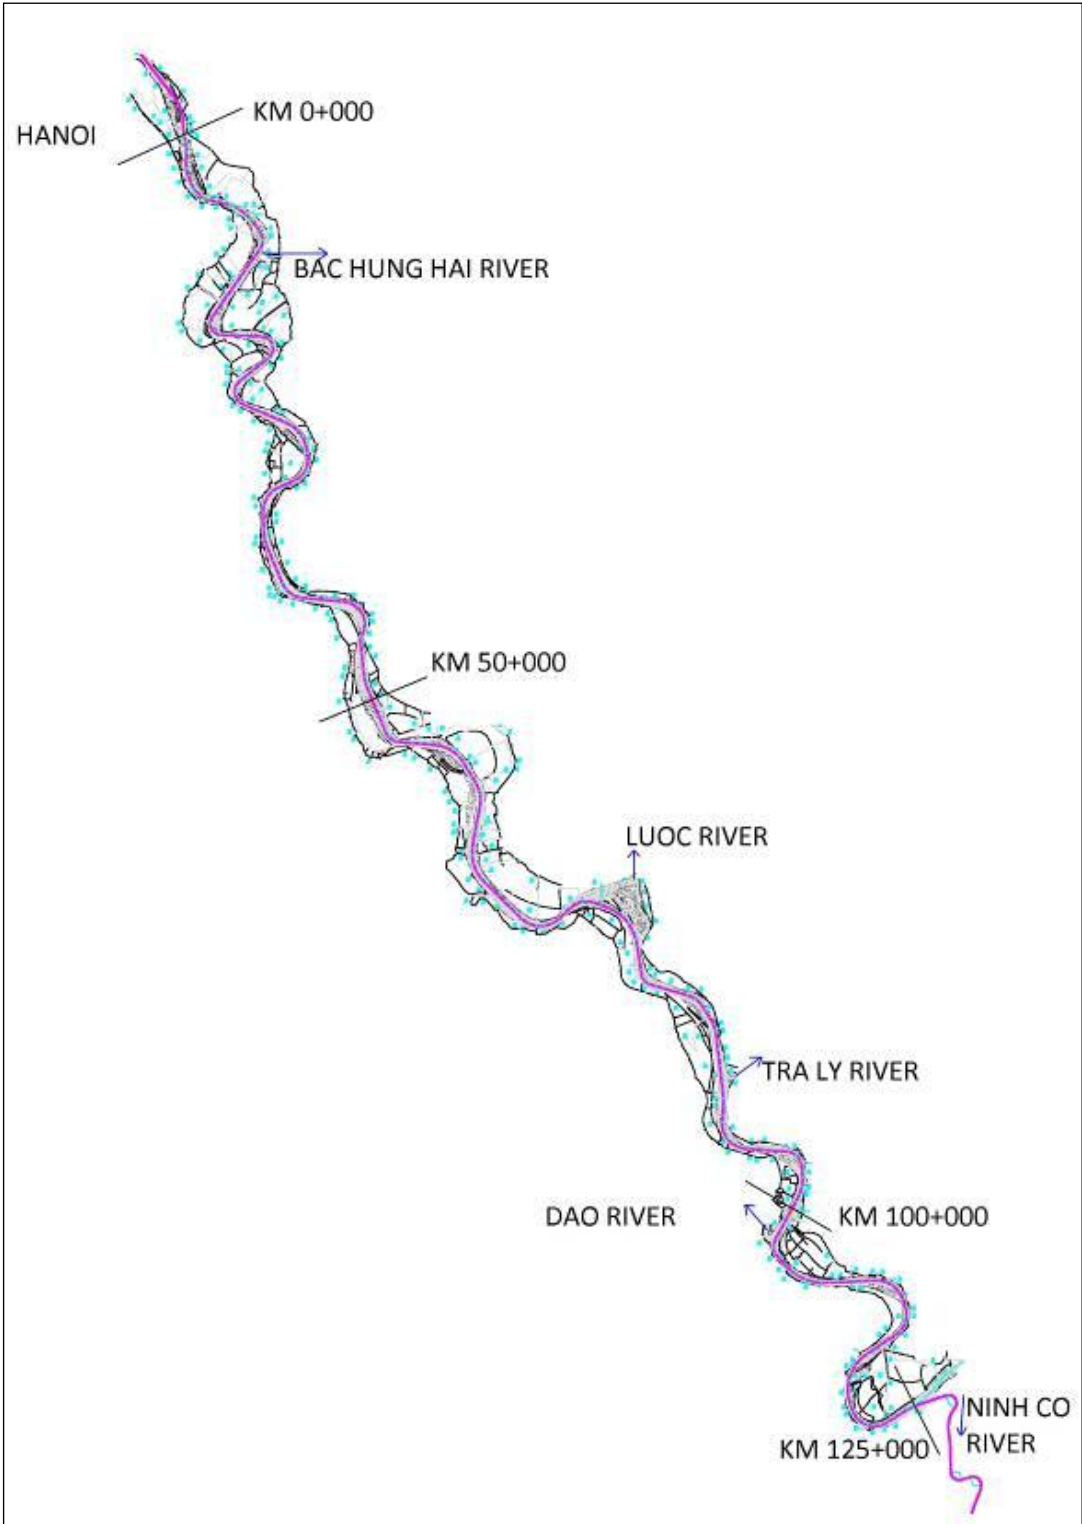 KM 0+000
HANOI
BAC HUNG HAI RIVER
KM 50+000
LUOC RIVER
TRA LY RIVER
DAO RIVER
KM 100+000
NINH CO
RIVER
KM 125+000